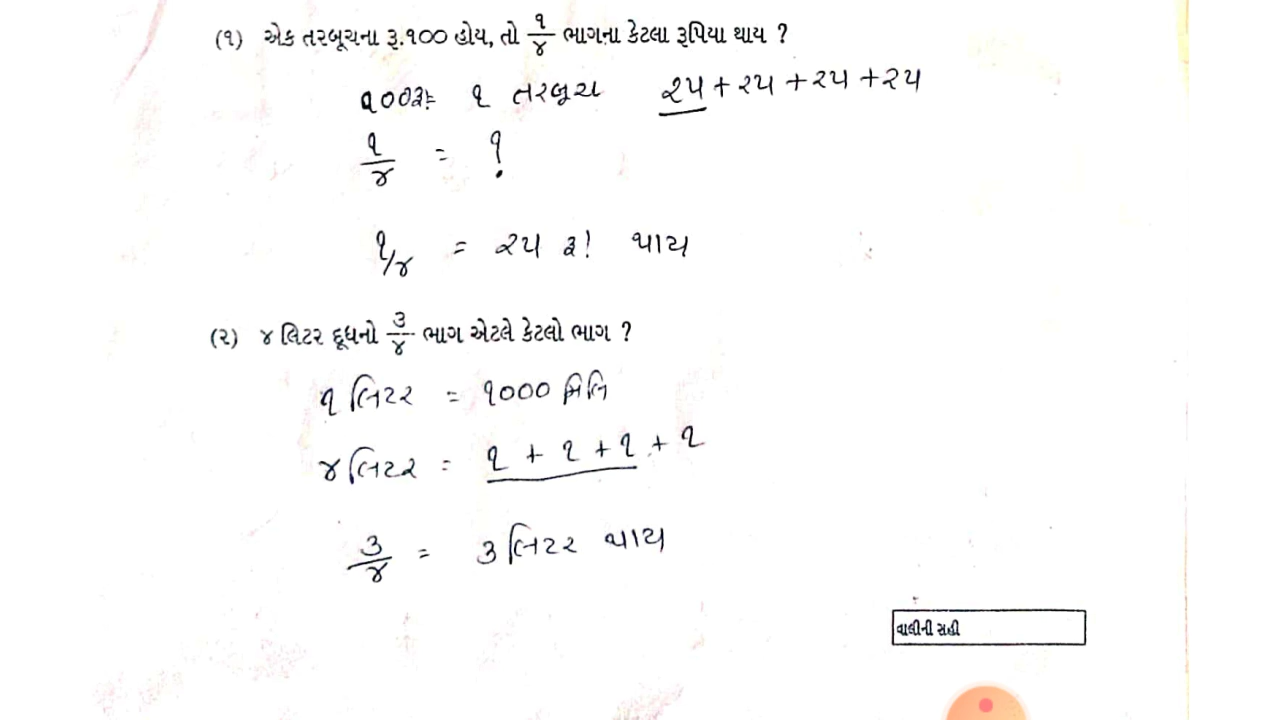 (૧) એક તરબૂચના રૂ.૧૦૦ હોય, તો ૧/૪ ભાગના કેટલા રૂપિયા થાય ?
૧૦૦રૂ= ૧ તરબૂચ ૨૫ + ૨૫ + ૨૫ + ૨૫
૧/૪ = ?
૧/૪ = ૨૫ રૂ! થાય
(૨) ૪ લિટર દૂધનો ૩/૪ ભાગ એટલે કેટલો ભાગ ?
૧ લિટર = ૧૦૦૦ મિલિ
૪ લિટર = ૧ + ૧ + ૧ + ૧
૩/૪ = ૩ લિટર થાય
વાલીની સહી